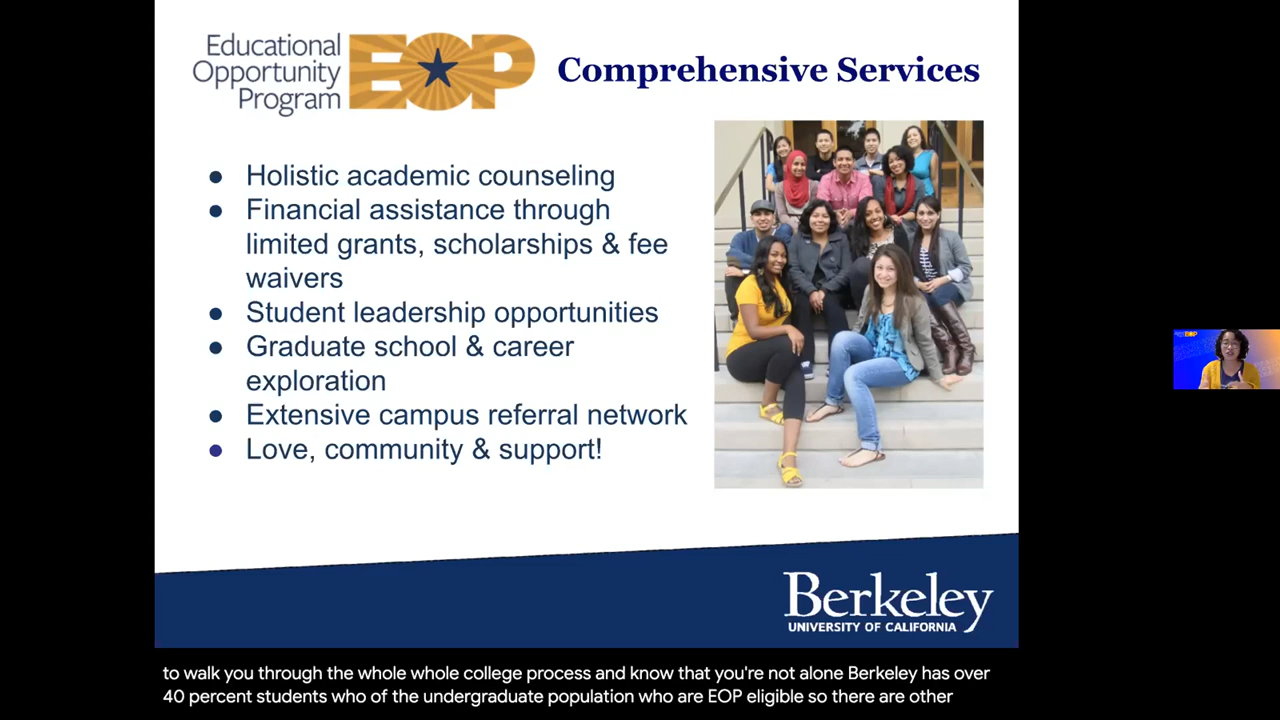 Educational
Opportunity
Program
EOP
Comprehensive Services
● Holistic academic counseling
● Financial assistance through
limited grants, scholarships & fee
waivers
● Student leadership opportunities
● Graduate school & career
exploration
● Extensive campus referral network
● Love, community & support!
Berkeley
UNIVERSITY OF CALIFORNIA
EOP
to walk you through the whole whole college process and know that you're not alone Berkeley has over
40 percent students who of the undergraduate population who are EOP eligible so there are other